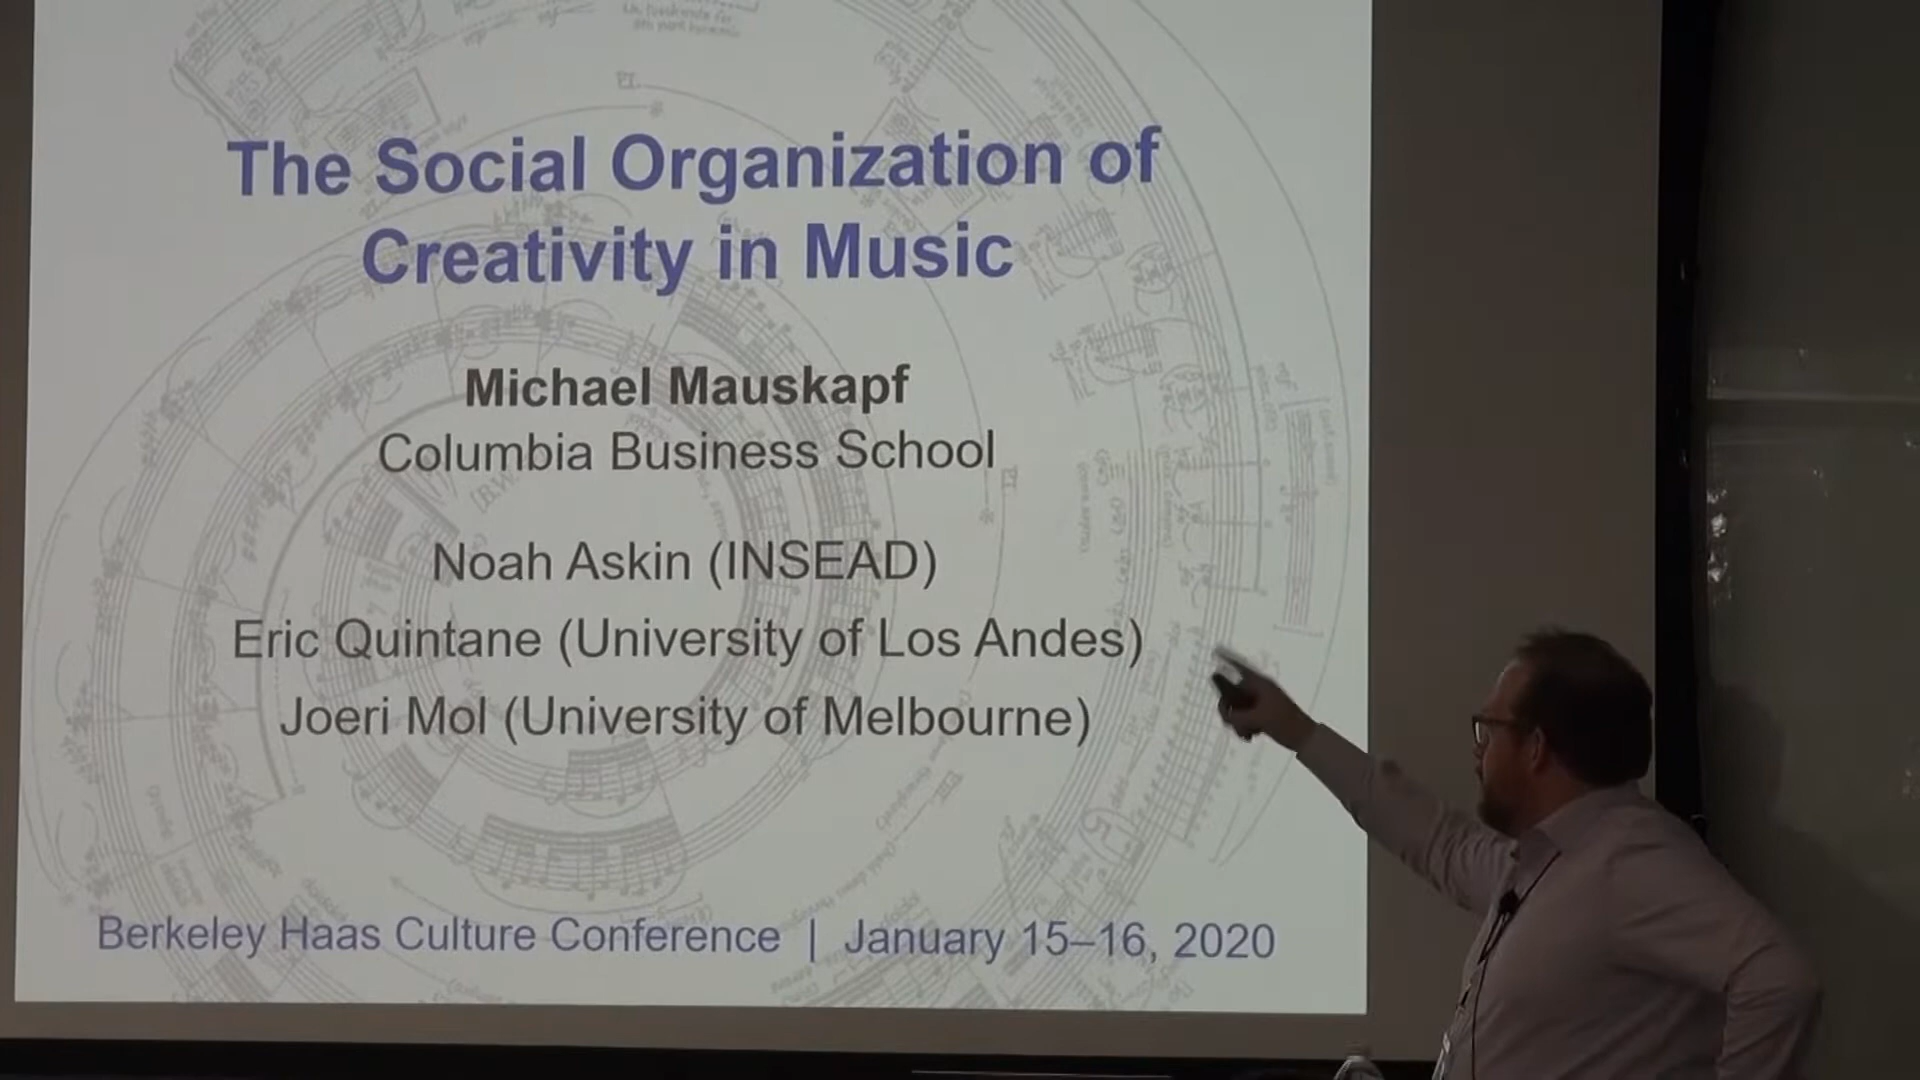 The Social Organization of
Creativity in Music
Michael Mauskapf
Columbia Business School
Noah Askin (INSEAD)
Eric Quintane (University of Los Andes)
Joeri Mol (University of Melbourne)
Berkeley Haas Culture Conference | January 15–16, 2020